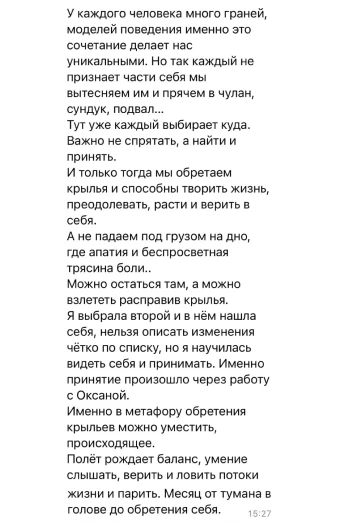 У каждого человека много граней,
моделей поведения именно это
сочетание делает нас
уникальными. Но так каждый не
признает части себя мы
вытесняем им и прячем в чулан,
сундук, подвал...
Тут уже каждый выбирает куда.
Важно не спрятать, а найти и
принять.
И только тогда мы обретаем
крылья и способны творить жизнь,
преодолевать, расти и верить в
себя.
А не падаем под грузом на дно,
где апатия и беспросветная
трясина боли..
Можно остаться там, а можно
взлететь расправив крылья.
Я выбрала второй и в нём нашла
себя, нельзя описать изменения
чётко по списку, но я научилась
видеть себя и принимать. Именно
принятие произошло через работу
с Оксаной.
Именно в метафору обретения
крыльев можно уместить,
происходящее.
Полёт рождает баланс, умение
слышать, верить и ловить потоки
жизни и парить. Месяц от тумана в
голове до обретения себя.
15:27